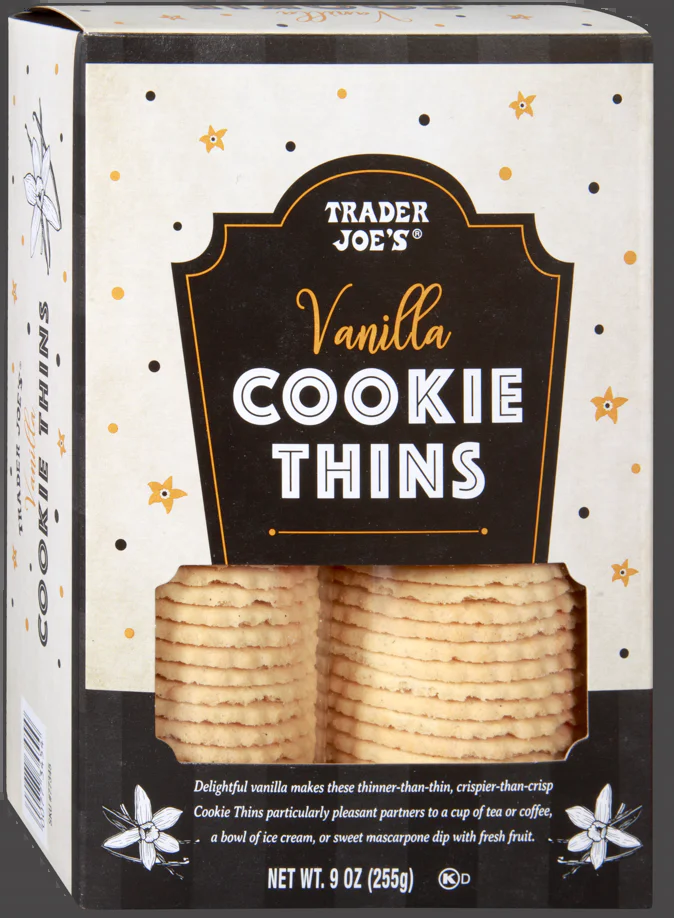 Vanilla
COOKIE
TRADER
JOE'S®
Vanilla
COOKIE
THINS
Delightful vanilla makes these thinner-than-thin, crispier-than-crisp
Cookie Thins particularly pleasant partners to a cup of tea or coffee,
a bowl of ice cream, or sweet mascarpone dip with fresh fruit.
NET WT. 9 OZ (255g) K D
TRADER JOE'S
Vanilla
COOKIE THINS